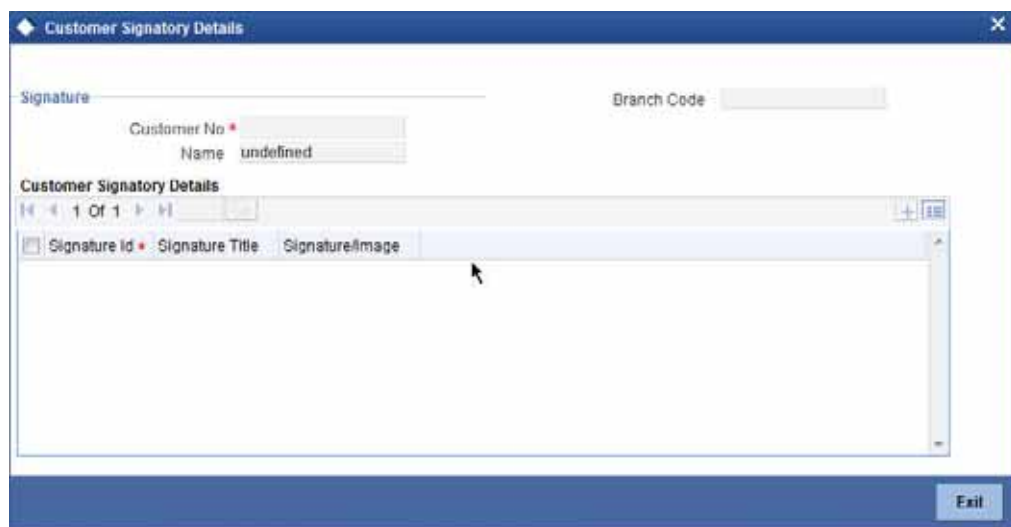 Customer Signatory Details
Signature
Branch Code
Customer No *
Name undefined
Customer Signatory Details
1 Of 1
Signature Id * Signature Title Signature/Image
Exit